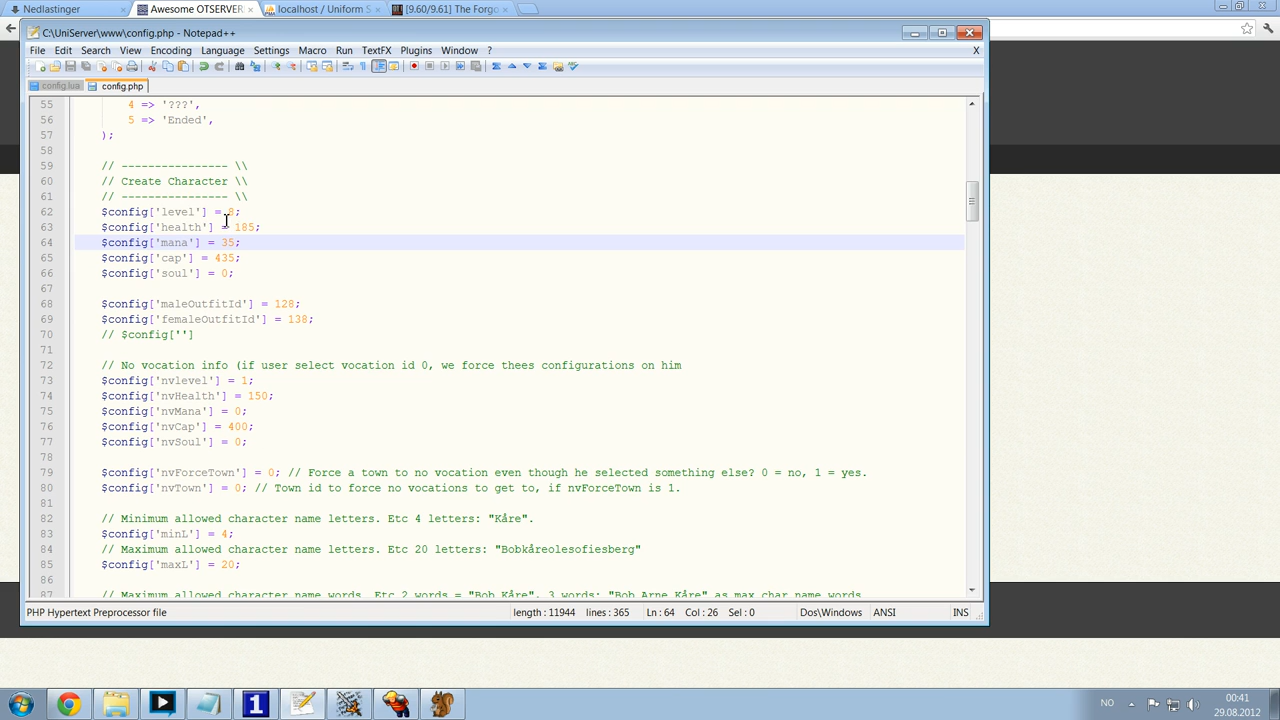 Nedlastinger
Awesome OTSERVER
localhost / Uniform S
[9.60/9.61] The Forgo
C:\UniServer\www\config.php - Notepad++
File Edit Search View Encoding Language Settings Macro Run TextFX Plugins Window ? X
config.lua config.php
55 4 => '???',
56 5 => 'Ended',
57 );
58
59 // ---------------- \\
60 // Create Character \\
61 // ---------------- \\
62 $config['level'] = 8;
63 $config['health'] = 185;
64 $config['mana'] = 35;
65 $config['cap'] = 435;
66 $config['soul'] = 0;
67
68 $config['maleOutfitId'] = 128;
69 $config['femaleOutfitId'] = 138;
70 // $config['']
71
72 // No vocation info (if user select vocation id 0, we force thees configurations on him
73 $config['nvlevel'] = 1;
74 $config['nvHealth'] = 150;
75 $config['nvMana'] = 0;
76 $config['nvCap'] = 400;
77 $config['nvSoul'] = 0;
78
79 $config['nvForceTown'] = 0; // Force a town to no vocation even though he selected something else? 0 = no, 1 = yes.
80 $config['nvTown'] = 0; // Town id to force no vocations to get to, if nvForceTown is 1.
81
82 // Minimum allowed character name letters. Etc 4 letters: "Kåre".
83 $config['minL'] = 4;
84 // Maximum allowed character name letters. Etc 20 letters: "Bobkåreolesofiesberg"
85 $config['maxL'] = 20;
86
87 // Maximum allowed character name words. Etc 2 words = "Bob Kåre", 3 words: "Bob Arne Kåre" as max char name words.
PHP Hypertext Preprocessor file length : 11944 lines : 365 Ln : 64 Col : 26 Sel : 0 Dos\Windows ANSI INS
1 NO 00:41
29.08.2012